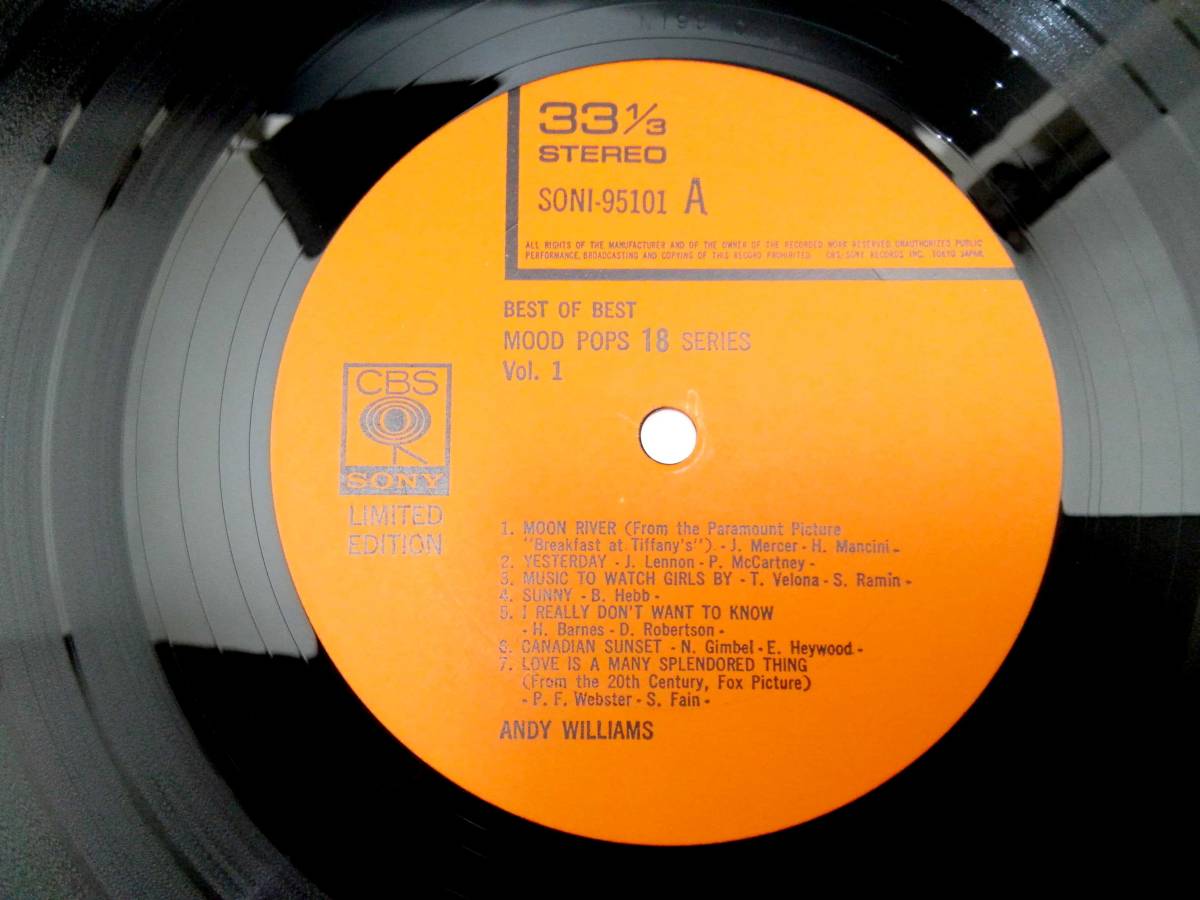 33 1/3
STEREO
SONI-95101 A
ALL RIGHTS OF THE MANUFACTURER AND OF THE OWNER OF THE RECORDED WORK RESERVED. UNAUTHORIZED PUBLIC
PERFORMANCE, BROADCASTING AND COPYING OF THIS RECORD PROHIBITED. CBS/SONY RECORDS INC. TOKYO JAPAN.
BEST OF BEST
MOOD POPS 18 SERIES
Vol. 1
CBS
SONY
LIMITED
EDITION
1. MOON RIVER (From the Paramount Picture
"Breakfast at Tiffany's") - J. Mercer - H. Mancini -
2. YESTERDAY - J. Lennon - P. McCartney -
3. MUSIC TO WATCH GIRLS BY - T. Velona - S. Ramin -
4. SUNNY - B. Hebb -
5. I REALLY DON'T WANT TO KNOW
- H. Barnes - D. Robertson -
6. CANADIAN SUNSET - N. Gimbel - E. Heywood -
7. LOVE IS A MANY SPLENDORED THING
(From the 20th Century, Fox Picture)
- P. F. Webster - S. Fain -
ANDY WILLIAMS